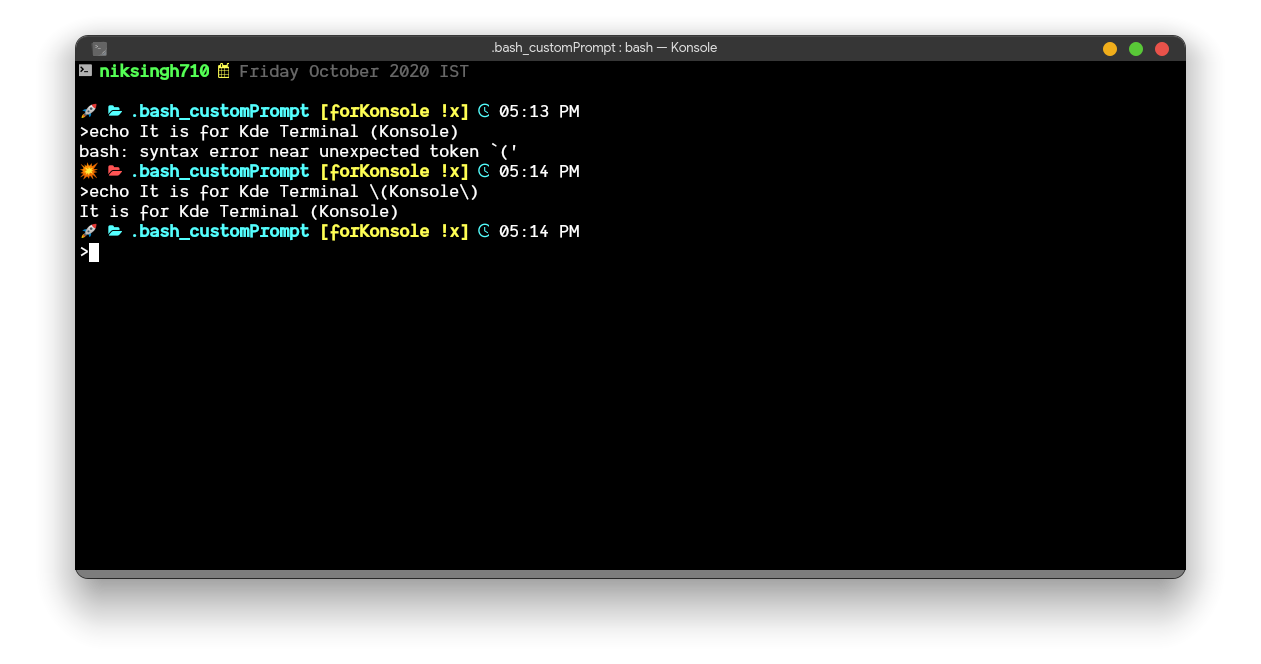 .bash_customPrompt : bash — Konsole
niksingh710 Friday October 2020 IST
.bash_customPrompt [forKonsole !x] 05:13 PM
>echo It is for Kde Terminal (Konsole)
bash: syntax error near unexpected token `('
.bash_customPrompt [forKonsole !x] 05:14 PM
>echo It is for Kde Terminal \(Konsole\)
It is for Kde Terminal (Konsole)
.bash_customPrompt [forKonsole !x] 05:14 PM
>